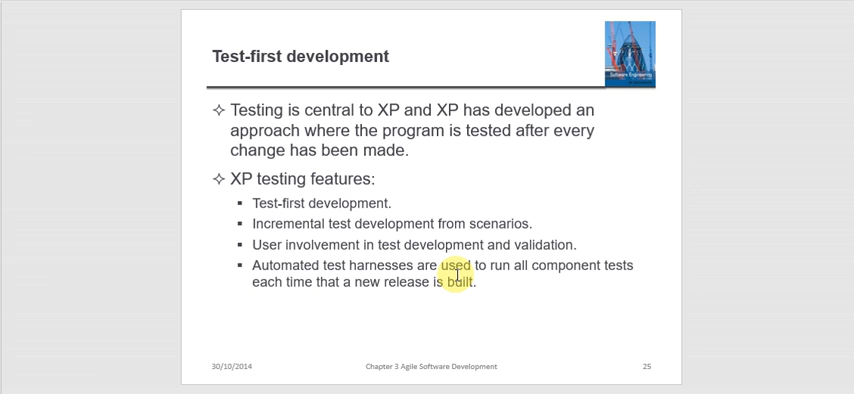 Test-first development
Software Engineering
✧ Testing is central to XP and XP has developed an
approach where the program is tested after every
change has been made.
✧ XP testing features:
▪ Test-first development.
▪ Incremental test development from scenarios.
▪ User involvement in test development and validation.
▪ Automated test harnesses are used to run all component tests
each time that a new release is built.
30/10/2014
Chapter 3 Agile Software Development
25